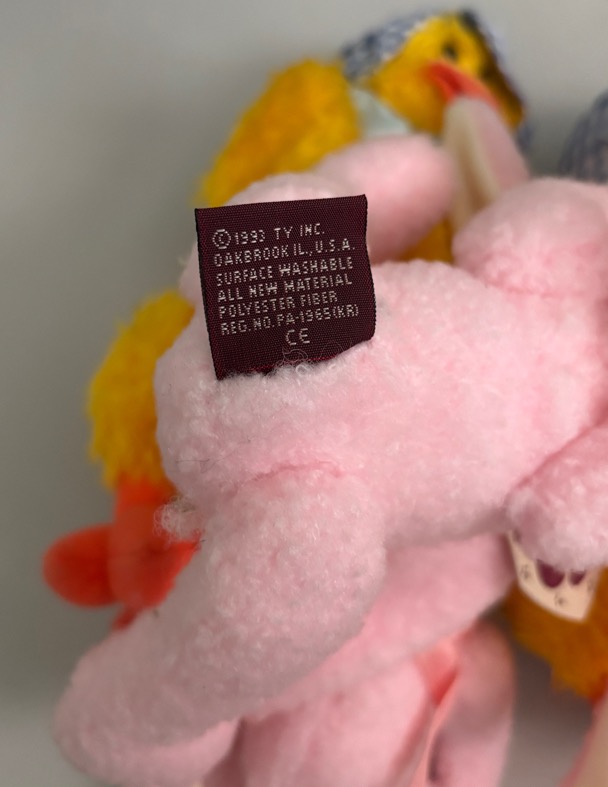 ©1993 TY INC.
OAKBROOK IL., U.S.A.
SURFACE WASHABLE
ALL NEW MATERIAL
POLYESTER FIBER
REG. NO. PA-1965(KR)
CE